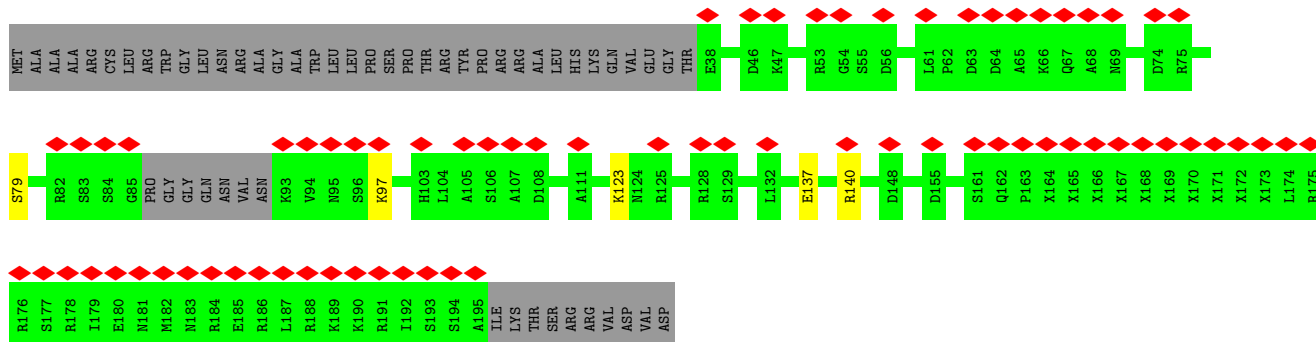 MET ALA ALA ALA ARG CYS LEU ARG TRP GLY LEU ASN ARG ALA GLY ALA TRP LEU LEU PRO SER PRO THR ARG TYR PRO ARG ARG ALA LEU HIS LYS GLN VAL GLU GLY THR E38 D46 K47 R53 G54 S55 D56 L61 P62 D63 D64 A65 K66 Q67 A68 N69 D74 R75
S79 R82 S83 S84 G85 PRO GLY GLY GLN ASN VAL ASN K93 V94 N95 S96 K97 H103 L104 A105 S106 A107 D108 A111 K123 N124 R125 R128 S129 L132 E137 R140 D148 D155 S161 Q162 P163 X164 X165 X166 X167 X168 X169 X170 X171 X172 X173 L174 R175
R176 S177 R178 I179 E180 N181 M182 N183 R184 E185 R186 L187 R188 K189 K190 R191 I192 S193 S194 A195 ILE LYS THR SER ARG ARG VAL ASP VAL ASP